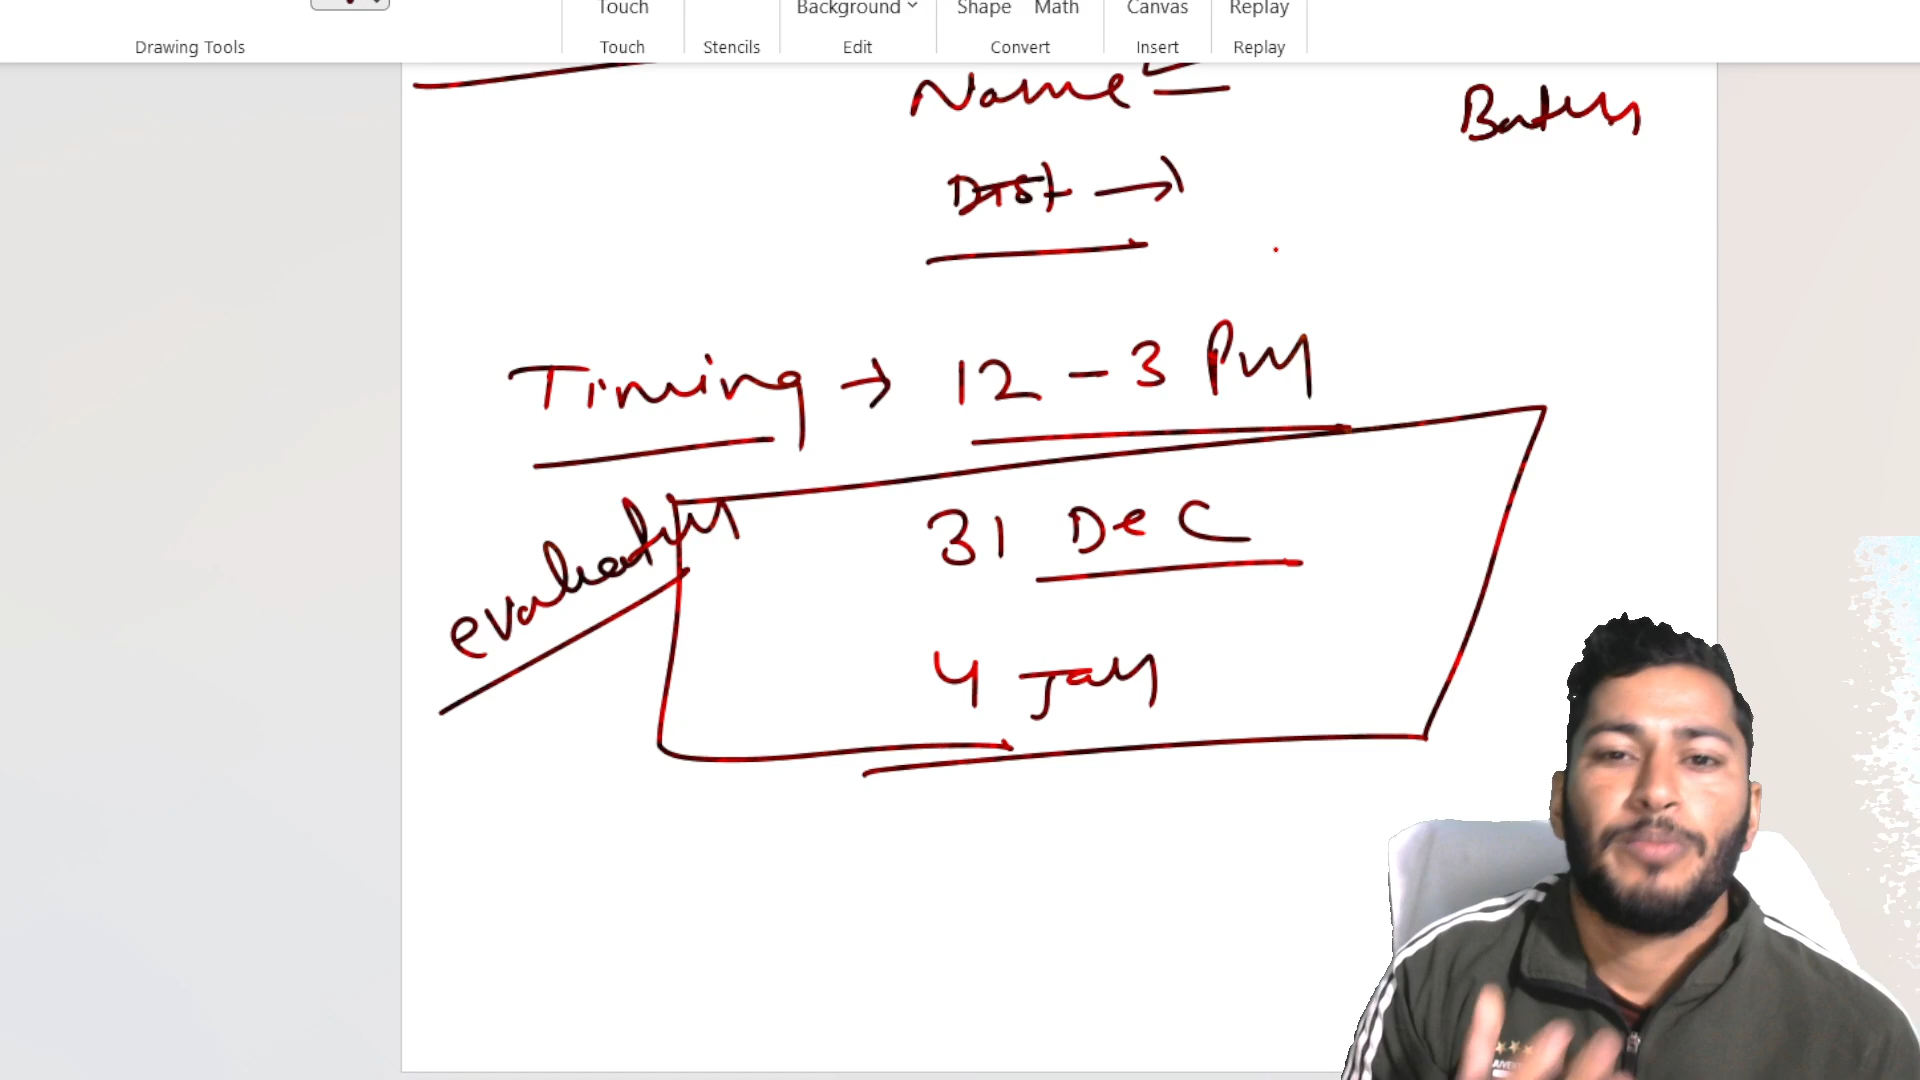 Touch
Background
Shape Math
Canvas
Replay
Drawing Tools
Touch
Stencils
Edit
Convert
Insert
Replay
Name
Batch
Dist →
Timing → 12 - 3 PM
evaluation
31 Dec
4 Jan